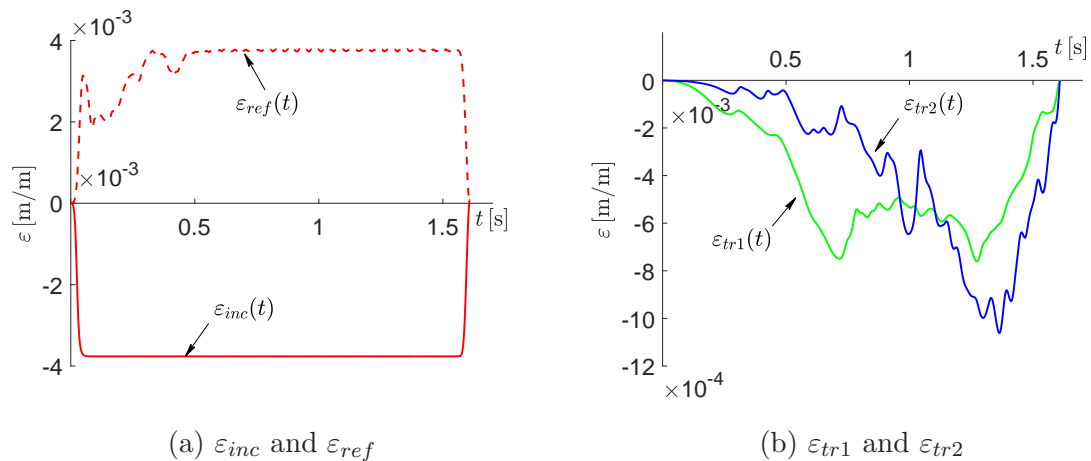 ×10⁻³
4
2
×10⁻³
0
-2
-4
0.5
1
1.5
t [s]
ε [m/m]
ε_ref(t)
ε_inc(t)
(a) ε_inc and ε_ref
t [s]
0.5
1
1.5
×10⁻³
0
-2
-4
-6
-8
-10
-12
×10⁻⁴
ε [m/m]
ε_tr2(t)
ε_tr1(t)
(b) ε_tr1 and ε_tr2